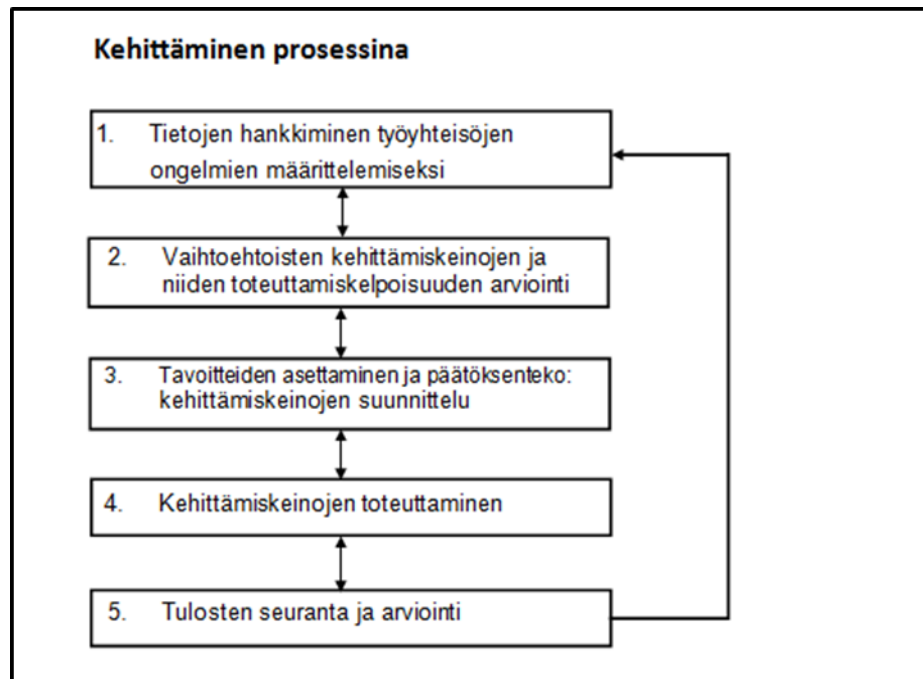 Kehittäminen prosessina
1. Tietojen hankkiminen työyhteisöjen
ongelmien määrittelemiseksi
2. Vaihtoehtoisten kehittämiskeinojen ja
niiden toteuttamiskelpoisuuden arviointi
3. Tavoitteiden asettaminen ja päätöksenteko:
kehittämiskeinojen suunnittelu
4. Kehittämiskeinojen toteuttaminen
5. Tulosten seuranta ja arviointi